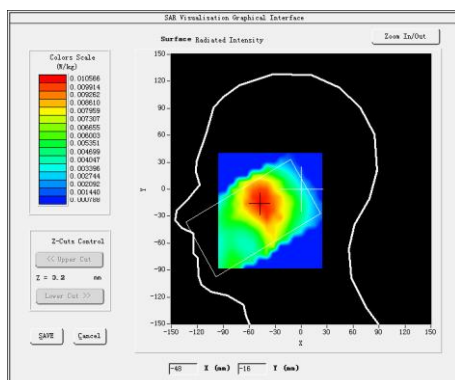 SAR Visualisation Graphical Interface
Surface Radiated Intensity
Zoom In/Out
Colors Scale
(W/kg)
0.010586
0.009914
0.009262
0.008610
0.007959
0.007307
0.006655
0.006003
0.005351
0.004699
0.004047
0.003396
0.002744
0.002092
0.001440
0.000788
Z-Cuts Control
<< Upper Cut
Z = 3.2 mm
Lower Cut >>
SAVE
Cancel
150
120
90
60
30
0
-30
-60
-90
-120
-150
Y
-150 -120 -90 -60 -30 0 30 60 90 120 150
X
-48 X (mm) -16 Y (mm)